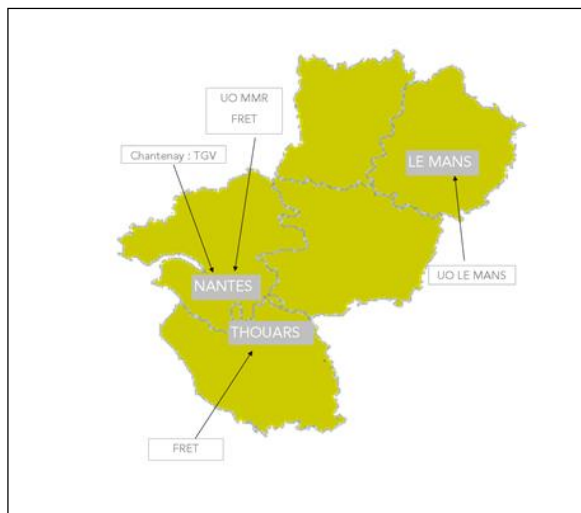 UO MMR
FRET
Chantenay : TGV
LE MANS
UO LE MANS
NANTES
THOUARS
FRET